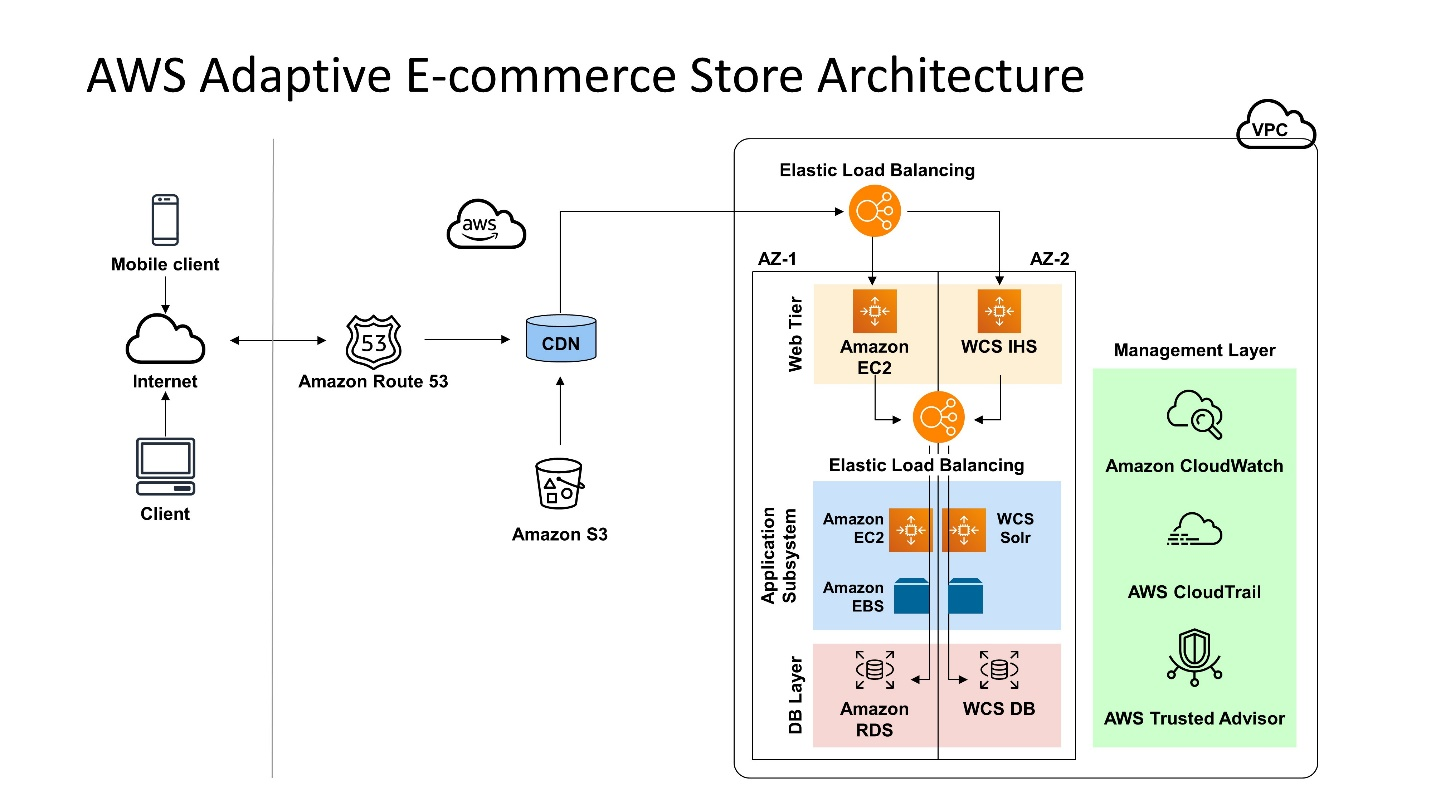 AWS Adaptive E-commerce Store Architecture
VPC
Elastic Load Balancing
aws
Mobile client
AZ-1
AZ-2
Web Tier
53
CDN
Amazon
EC2
WCS IHS
Internet
Amazon Route 53
Management Layer
Elastic Load Balancing
Amazon CloudWatch
Client
Amazon S3
Application
Subsystem
Amazon
EC2
WCS
Solr
Amazon
EBS
AWS CloudTrail
DB Layer
Amazon
RDS
WCS DB
AWS Trusted Advisor